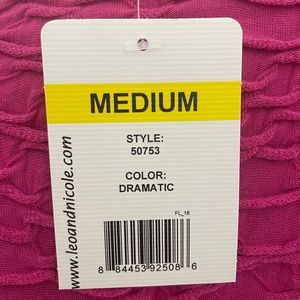 MEDIUM
STYLE:
50753
COLOR:
DRAMATIC
FL_18
8 84453 92508 6
www.leoandnicole.com